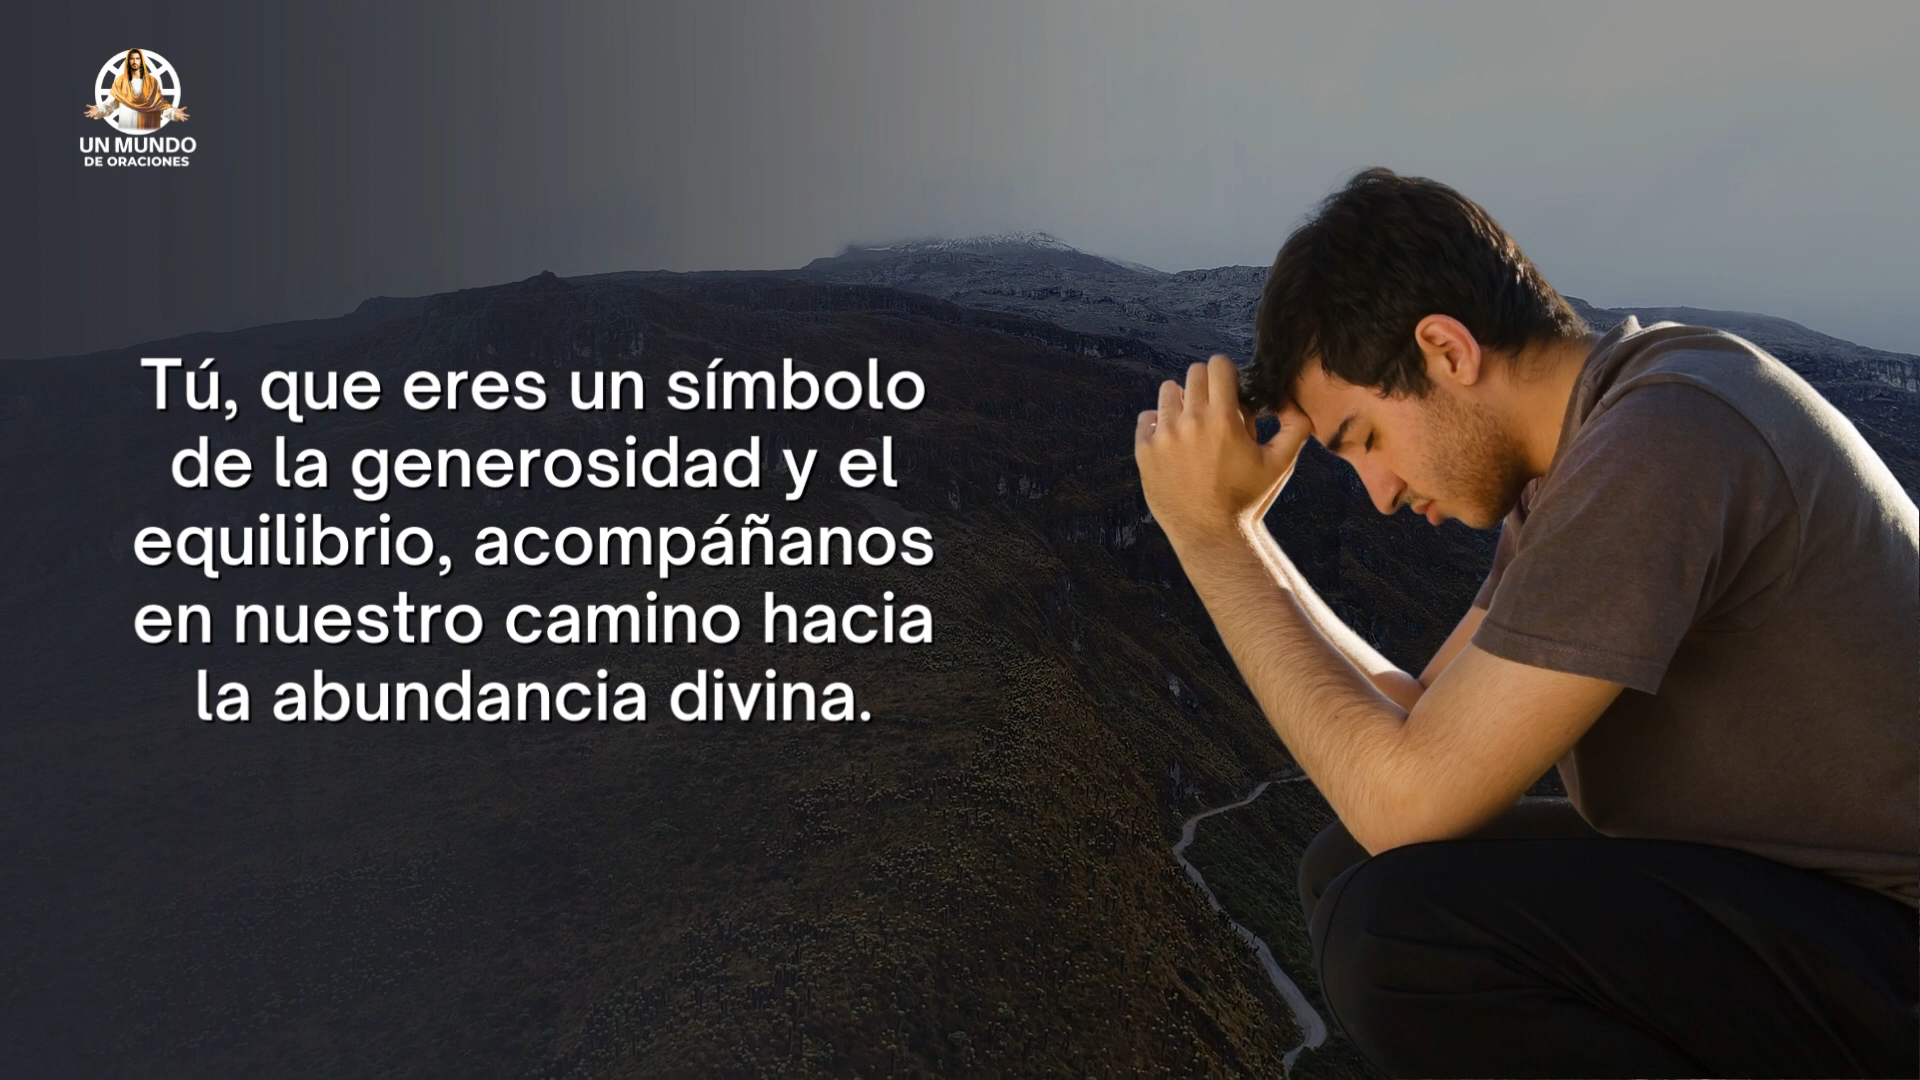 UN MUNDO
DE ORACIONES
Tú, que eres un símbolo
de la generosidad y el
equilibrio, acompáñanos
en nuestro camino hacia
la abundancia divina.